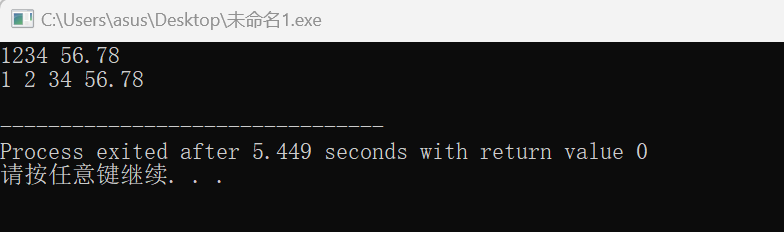 C:\Users\asus\Desktop\未命名1.exe
1234 56.78
1 2 34 56.78
--------------------------------
Process exited after 5.449 seconds with return value 0
请按任意键继续. . .